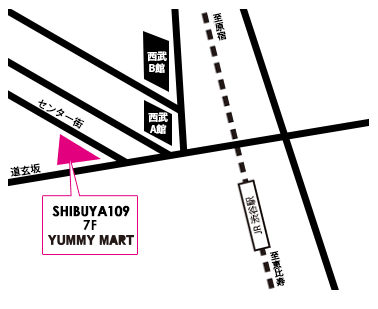 至原宿
西武
B館
センター街
西武
A館
道玄坂
JR 渋谷駅
SHIBUYA109
7F
YUMMY MART
至恵比寿